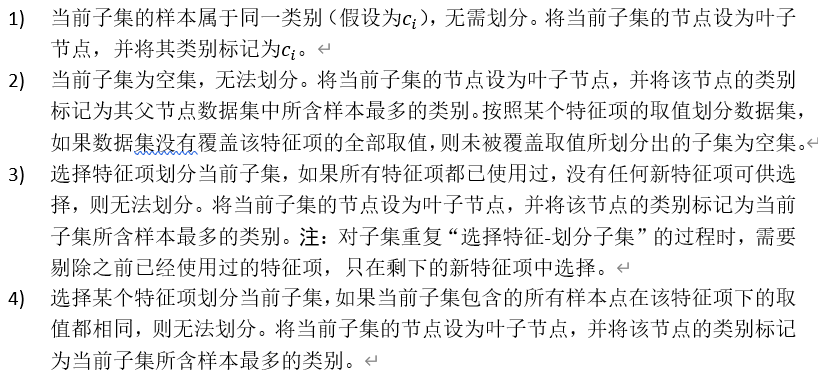 1) 当前子集的样本属于同一类别（假设为cᵢ），无需划分。将当前子集的节点设为叶子
节点，并将其类别标记为cᵢ。
2) 当前子集为空集，无法划分。将当前子集的节点设为叶子节点，并将该节点的类别
标记为其父节点数据集中所含样本最多的类别。按照某个特征项的取值划分数据集，
如果数据集没有覆盖该特征项的全部取值，则未被覆盖取值所划分出的子集为空集。
3) 选择特征项划分当前子集，如果所有特征项都已使用过，没有任何新特征项可供选
择，则无法划分。将当前子集的节点设为叶子节点，并将该节点的类别标记为当前
子集所含样本最多的类别。注：对子集重复“选择特征-划分子集”的过程时，需要
剔除之前已经使用过的特征项，只在剩下的新特征项中选择。
4) 选择某个特征项划分当前子集，如果当前子集包含的所有样本点在该特征项下的取
值都相同，则无法划分。将当前子集的节点设为叶子节点，并将该节点的类别标记
为当前子集所含样本最多的类别。